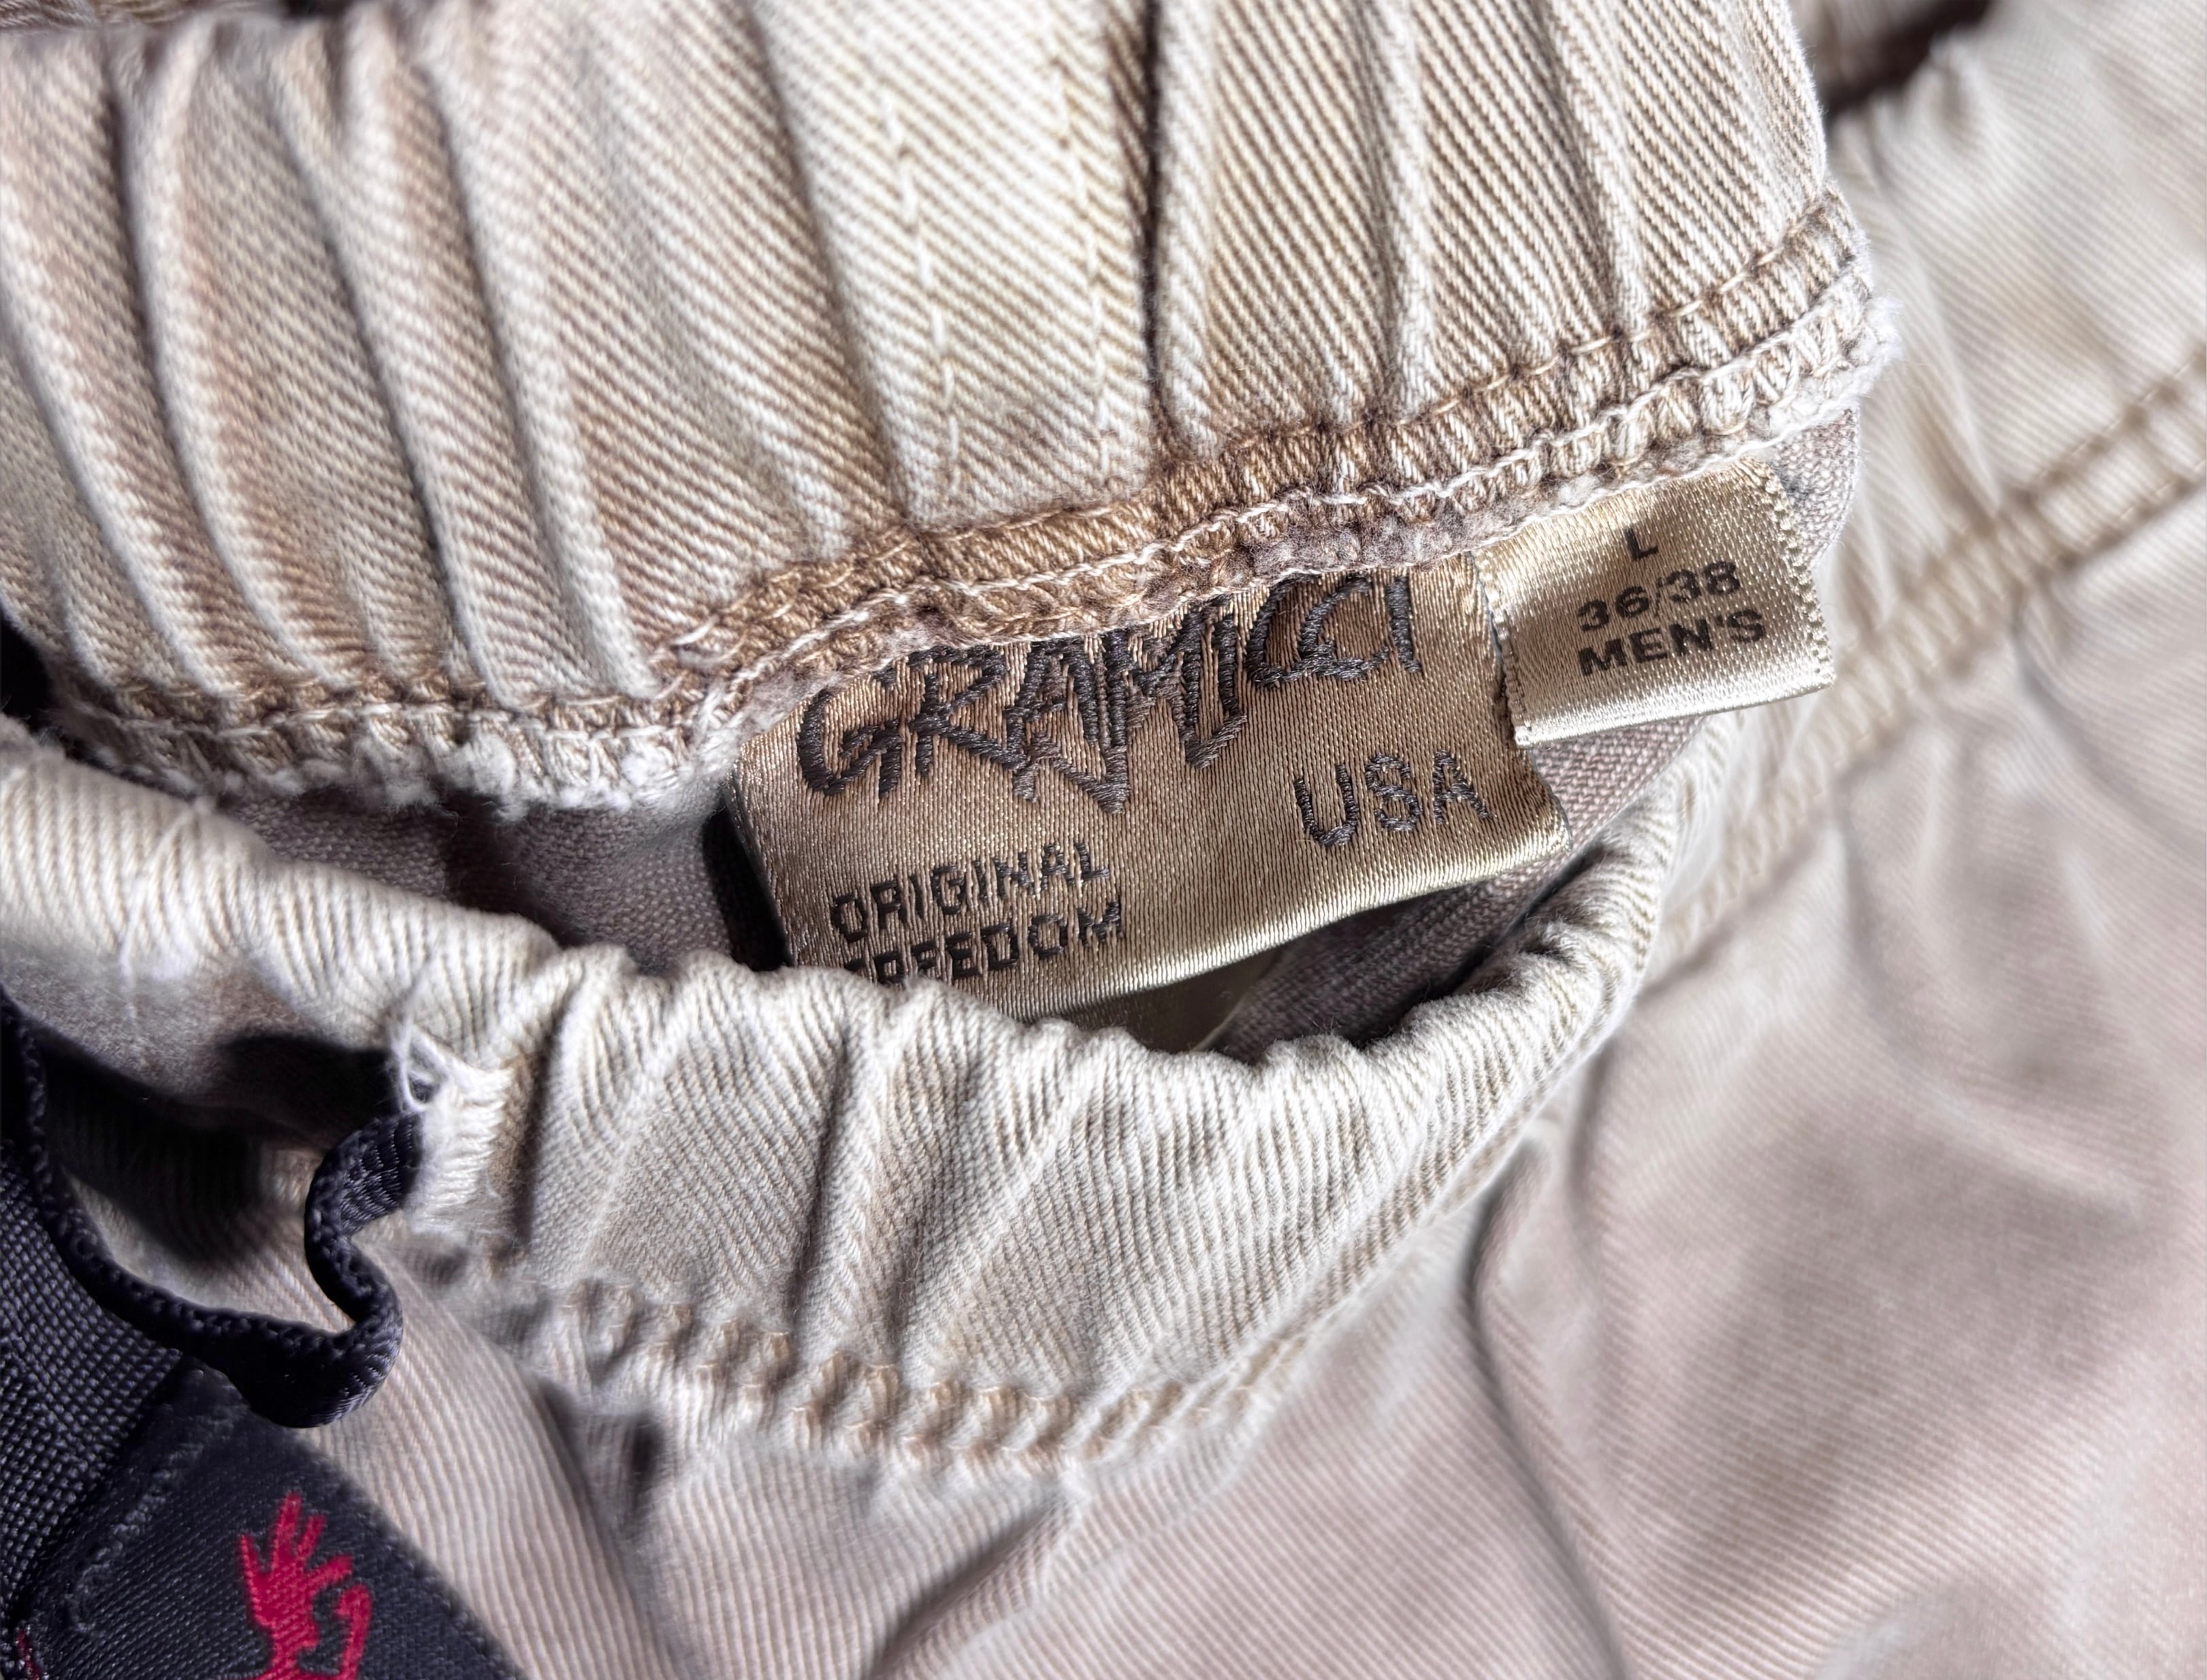 GRAMICCI
USA
ORIGINAL
FREEDOM
L
36/38
MEN'S